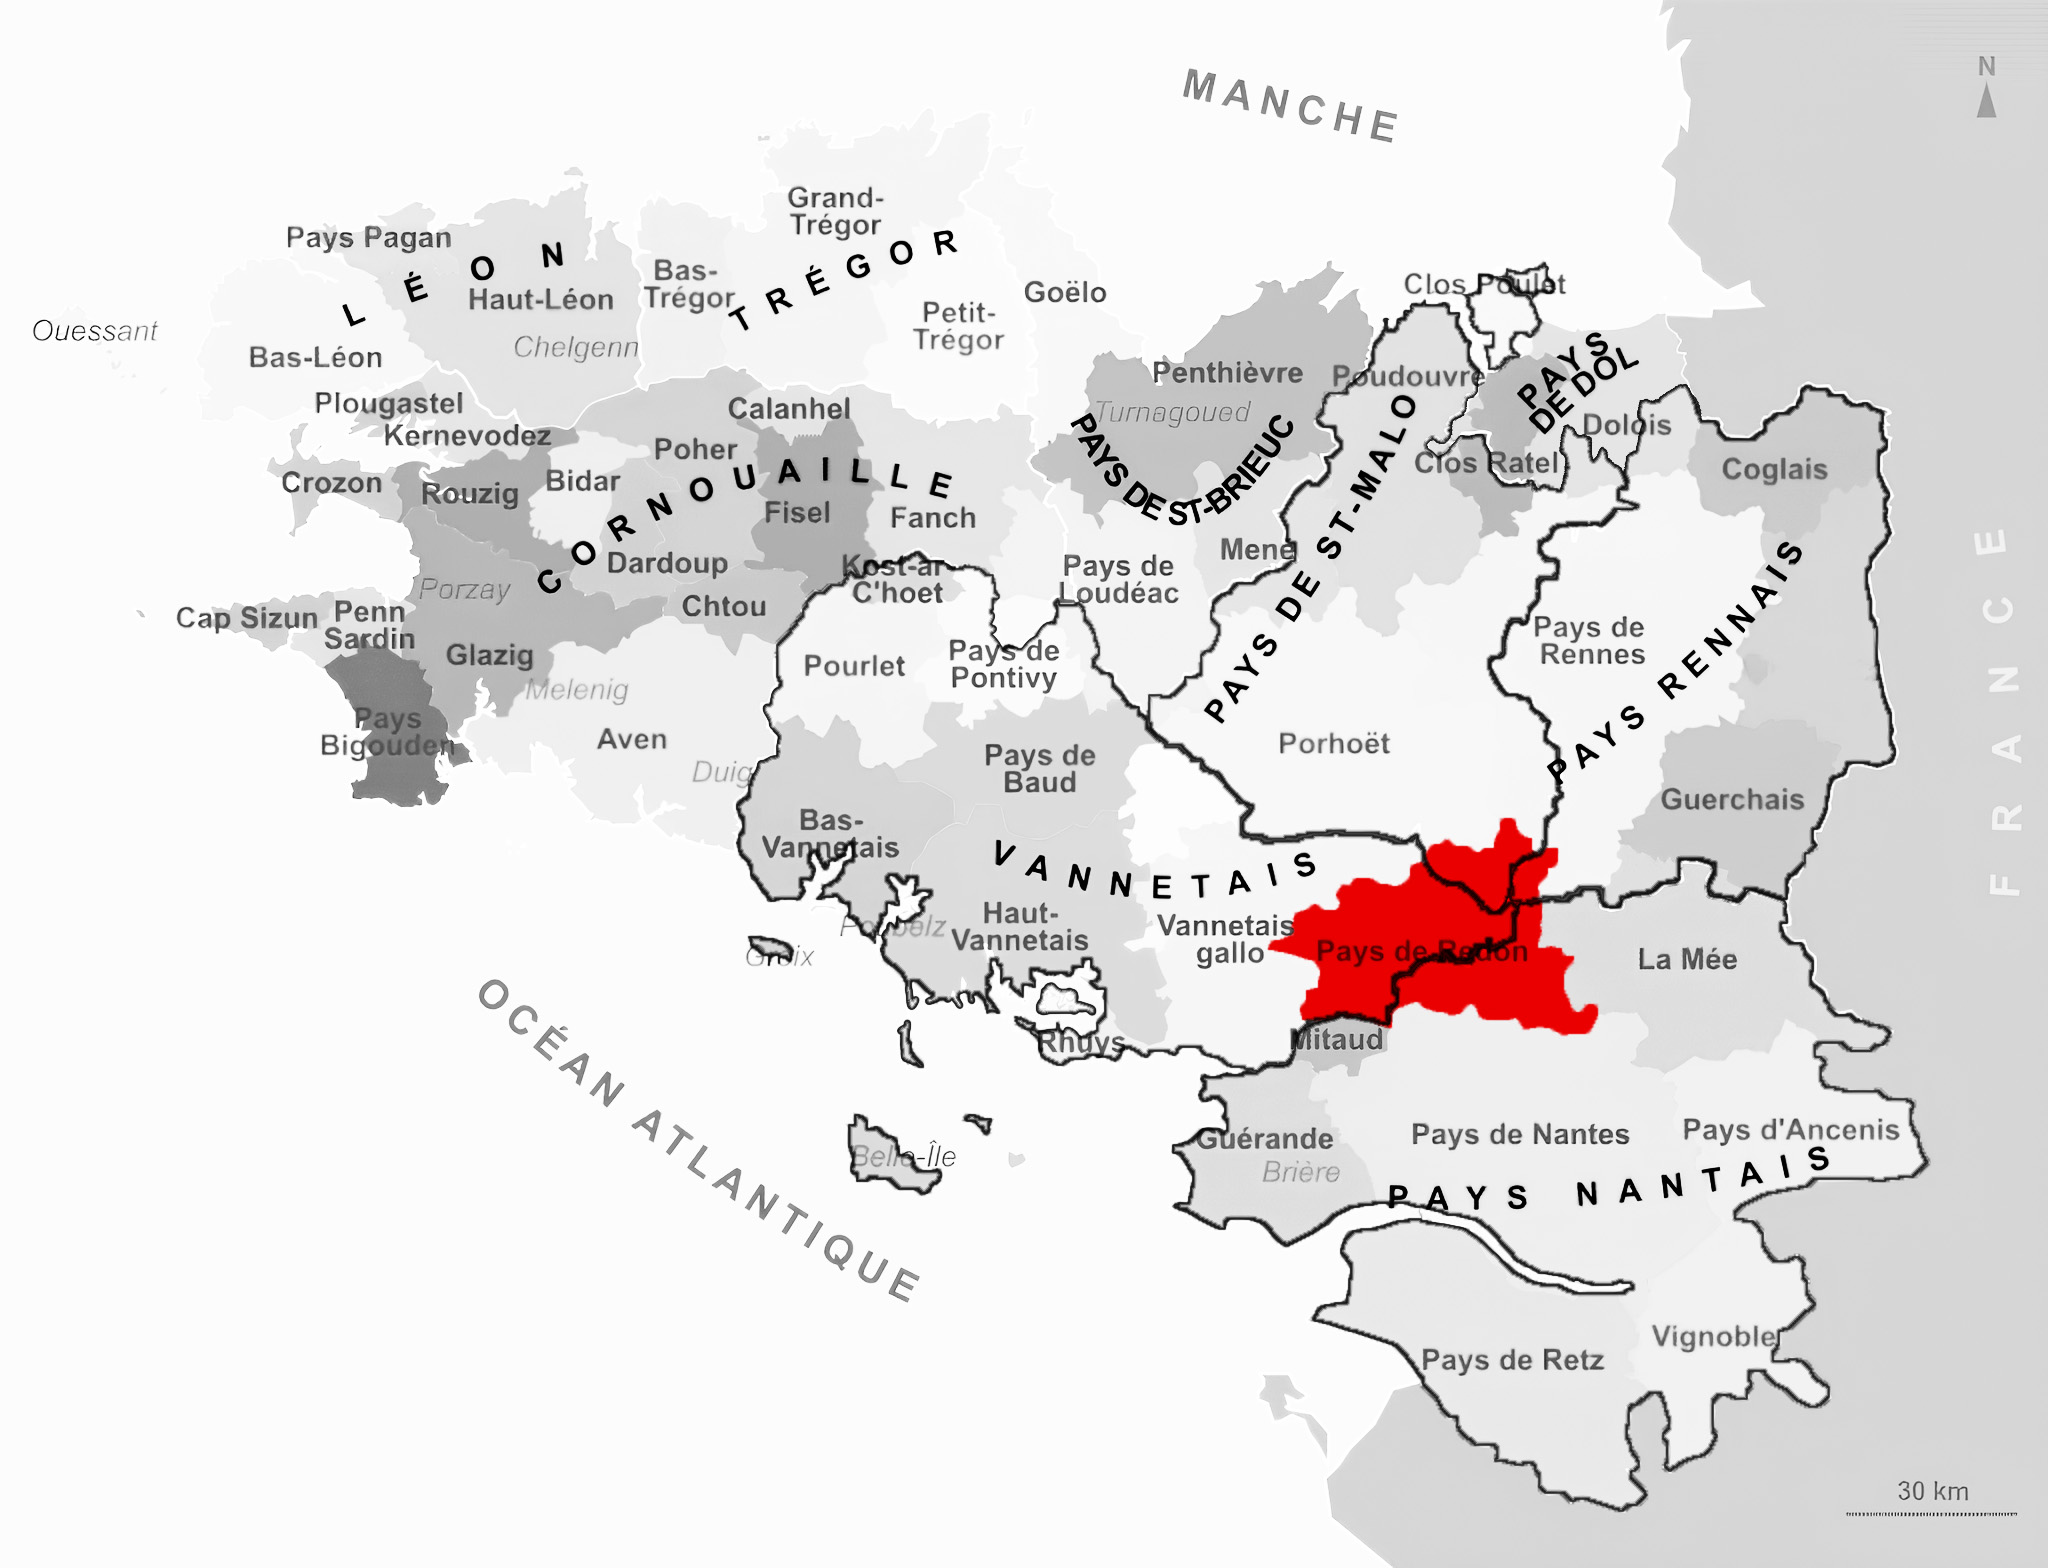 MANCHE
N
Grand-
Trégor
Pays Pagan
LÉON
Haut-Léon
Bas-
Trégor
TRÉGOR
Goëlo
Clos Poulet
Ouessant
Petit-
Trégor
Chelgenn
Bas-Léon
Penthièvre
Poudouvre
PAYS
DE DOL
Plougastel
Calanhel
Turnagoued
Dolois
Kernevodez
Poher
PAYS DE ST-BRIEUC
PAYS DE ST-MALO
Clos Ratel
Coglais
Crozon
Rouzig
Bidar
CORNOUAILLE
Fisel
Fanch
Dardoup
Kost-ar
C'hoet
Pays de
Loudéac
Mené
FRANCE
Porzay
Cap Sizun
Penn
Sardin
Chtou
Pays de
Rennes
PAYS RENNAIS
Glazig
Pourlet
Pays de
Pontivy
Melenig
Pays
Bigouden
Aven
Porhoët
Duig
Pays de
Baud
Guerchais
Bas-
Vannetais
VANNETAIS
Haut-
Vannetais
Vannetais
gallo
Pays de Redon
La Mée
Groix
OCÉAN ATLANTIQUE
Rhuys
Mitaud
Guérande
Pays de Nantes
Pays d'Ancenis
Belle-Île
Brière
PAYS NANTAIS
Vignoble
Pays de Retz
30 km